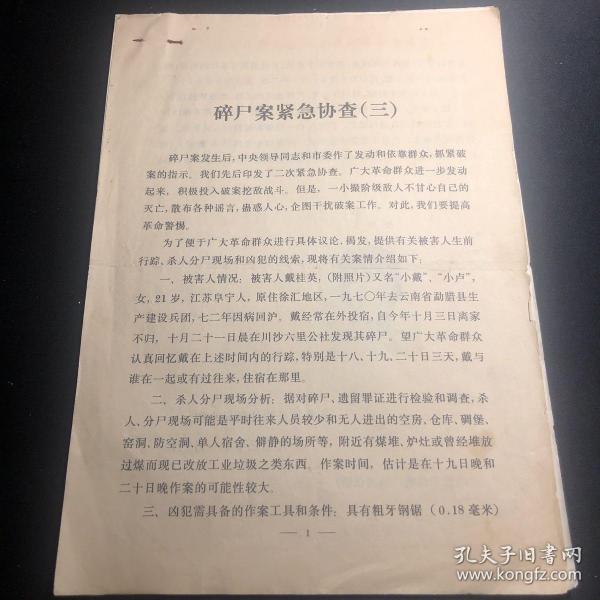 碎尸案紧急协查(三)
碎尸案发生后，中央领导同志和市委作了发动和依靠群众，抓紧破
案的指示。我们先后印发了二次紧急协查。广大革命群众进一步发动
起来，积极投入破案挖敌战斗。但是，一小撮阶级敌人不甘心自己的
灭亡，散布各种谣言，蛊惑人心，企图干扰破案工作。对此，我们要提高
革命警惕。
为了便于广大革命群众进行具体议论，揭发，提供有关被害人生前
行踪、杀人分尸现场和凶犯的线索，现将有关案情介绍如下：
一、被害人情况：被害人戴桂英，(附照片)又名“小戴”、“小卢”，
女，21岁，江苏阜宁人，原住徐汇地区，一九七〇年去云南省勐腊县生
产建设兵团，七二年因病回沪。戴经常在外投宿，自今年十月三日离家
不归，十月二十一日晨在川沙六里公社发现其碎尸。望广大革命群众
认真回忆戴在上述时间内的行踪，特别是十八、十九、二十日三天，戴与
谁在一起或有过往来，住宿在那里。
二、杀人分尸现场分析：据对碎尸、遗留罪证进行检验和调查，杀
人、分尸现场可能是平时往来人员较少和无人进出的空房、仓库、碉堡、
窑洞、防空洞、单人宿舍、僻静的场所等，附近有煤堆、炉灶或曾经堆放
过煤而现已改放工业垃圾之类东西。作案时间，估计是在十九日晚和
二十日晚作案的可能性较大。
三、凶犯需具备的作案工具和条件：具有粗牙钢锯（0.18毫米）
— 1 —
孔夫子旧书网
www.kongfz.com